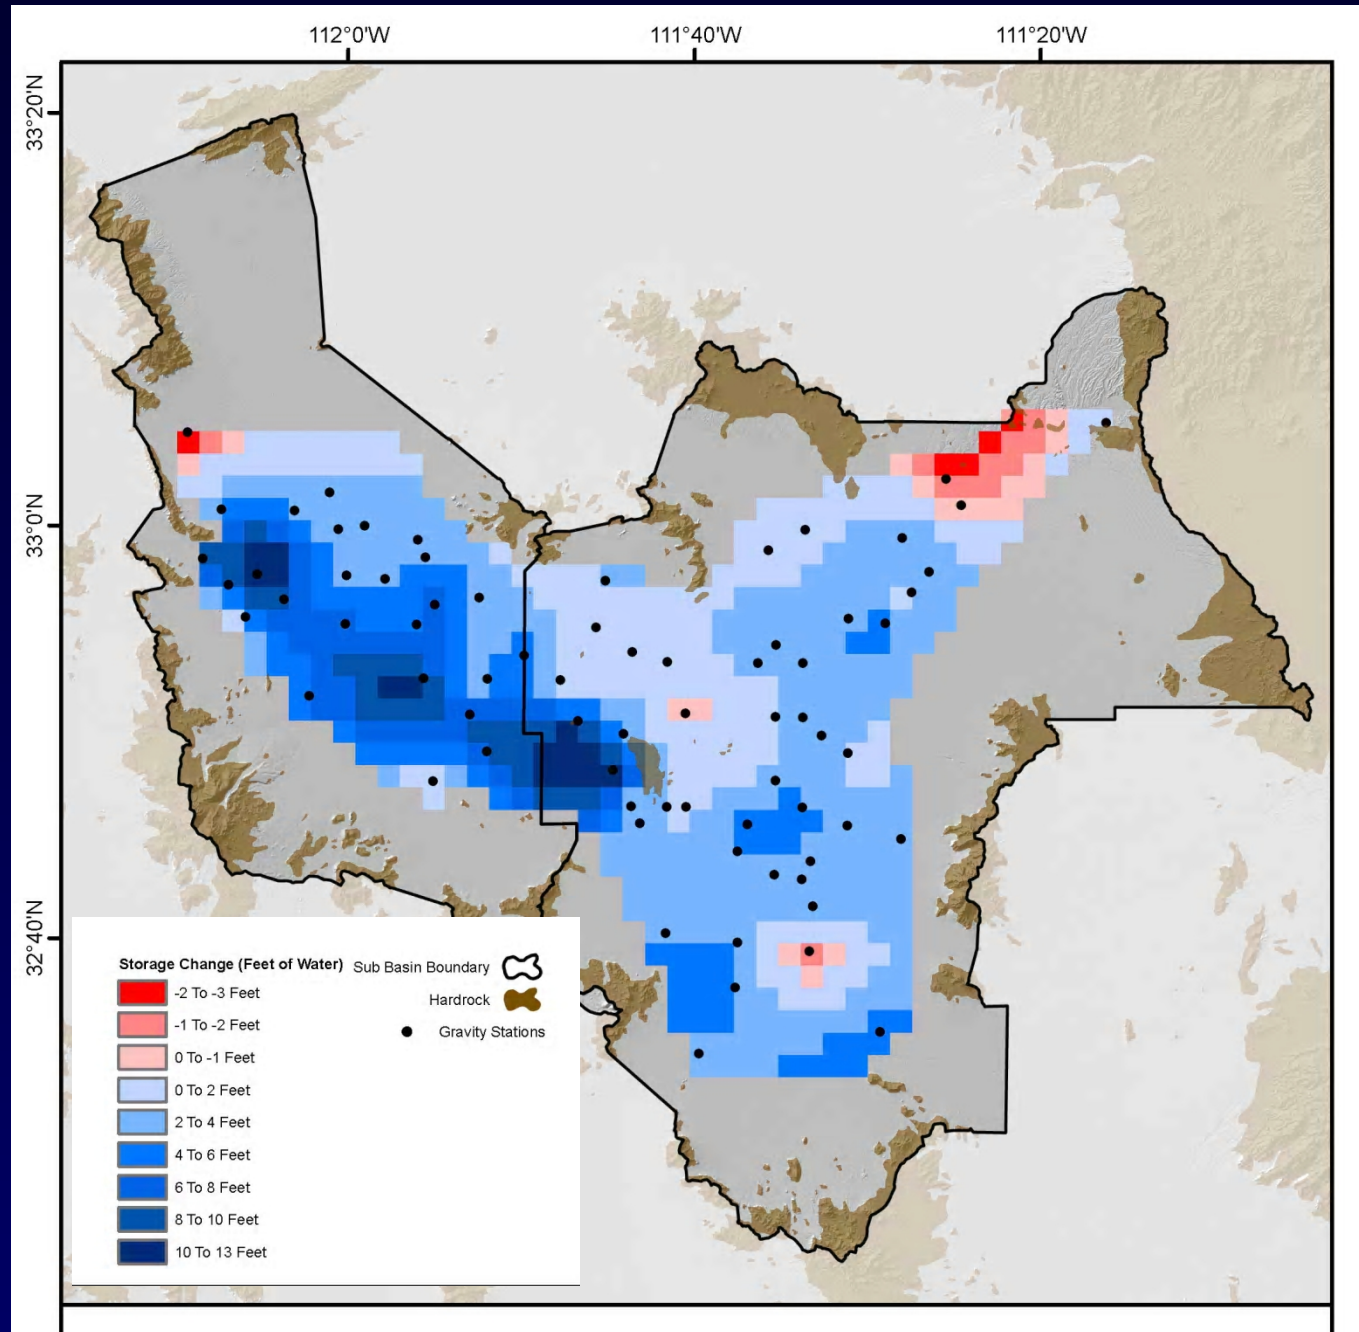 112°0'W 111°40'W 111°20'W
33°20'N
33°0'N
32°40'N
Storage Change (Feet of Water)
-2 To -3 Feet
-1 To -2 Feet
0 To -1 Feet
0 To 2 Feet
2 To 4 Feet
4 To 6 Feet
6 To 8 Feet
8 To 10 Feet
10 To 13 Feet
Sub Basin Boundary
Hardrock
Gravity Stations